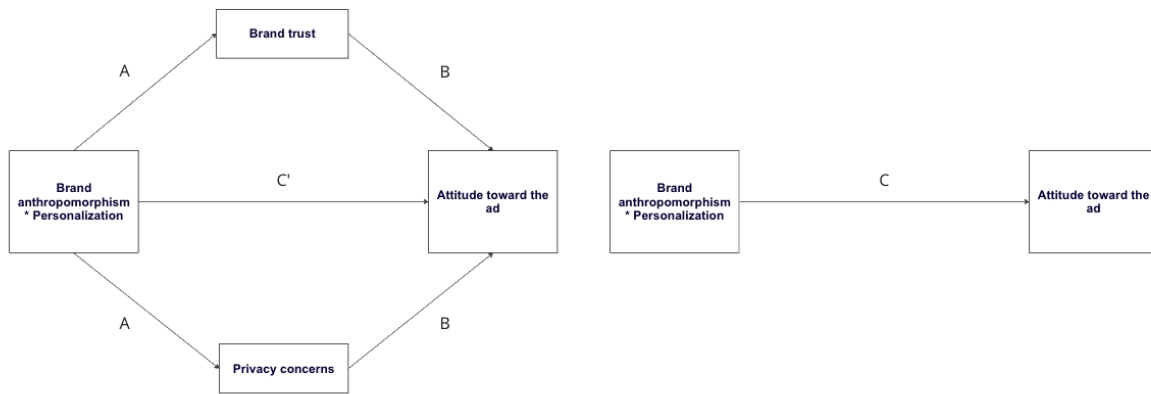 Brand trust
A
B
Brand
anthropomorphism
* Personalization
C'
Attitude toward the
ad
A
B
Privacy concerns
Brand
anthropomorphism
* Personalization
C
Attitude toward the
ad